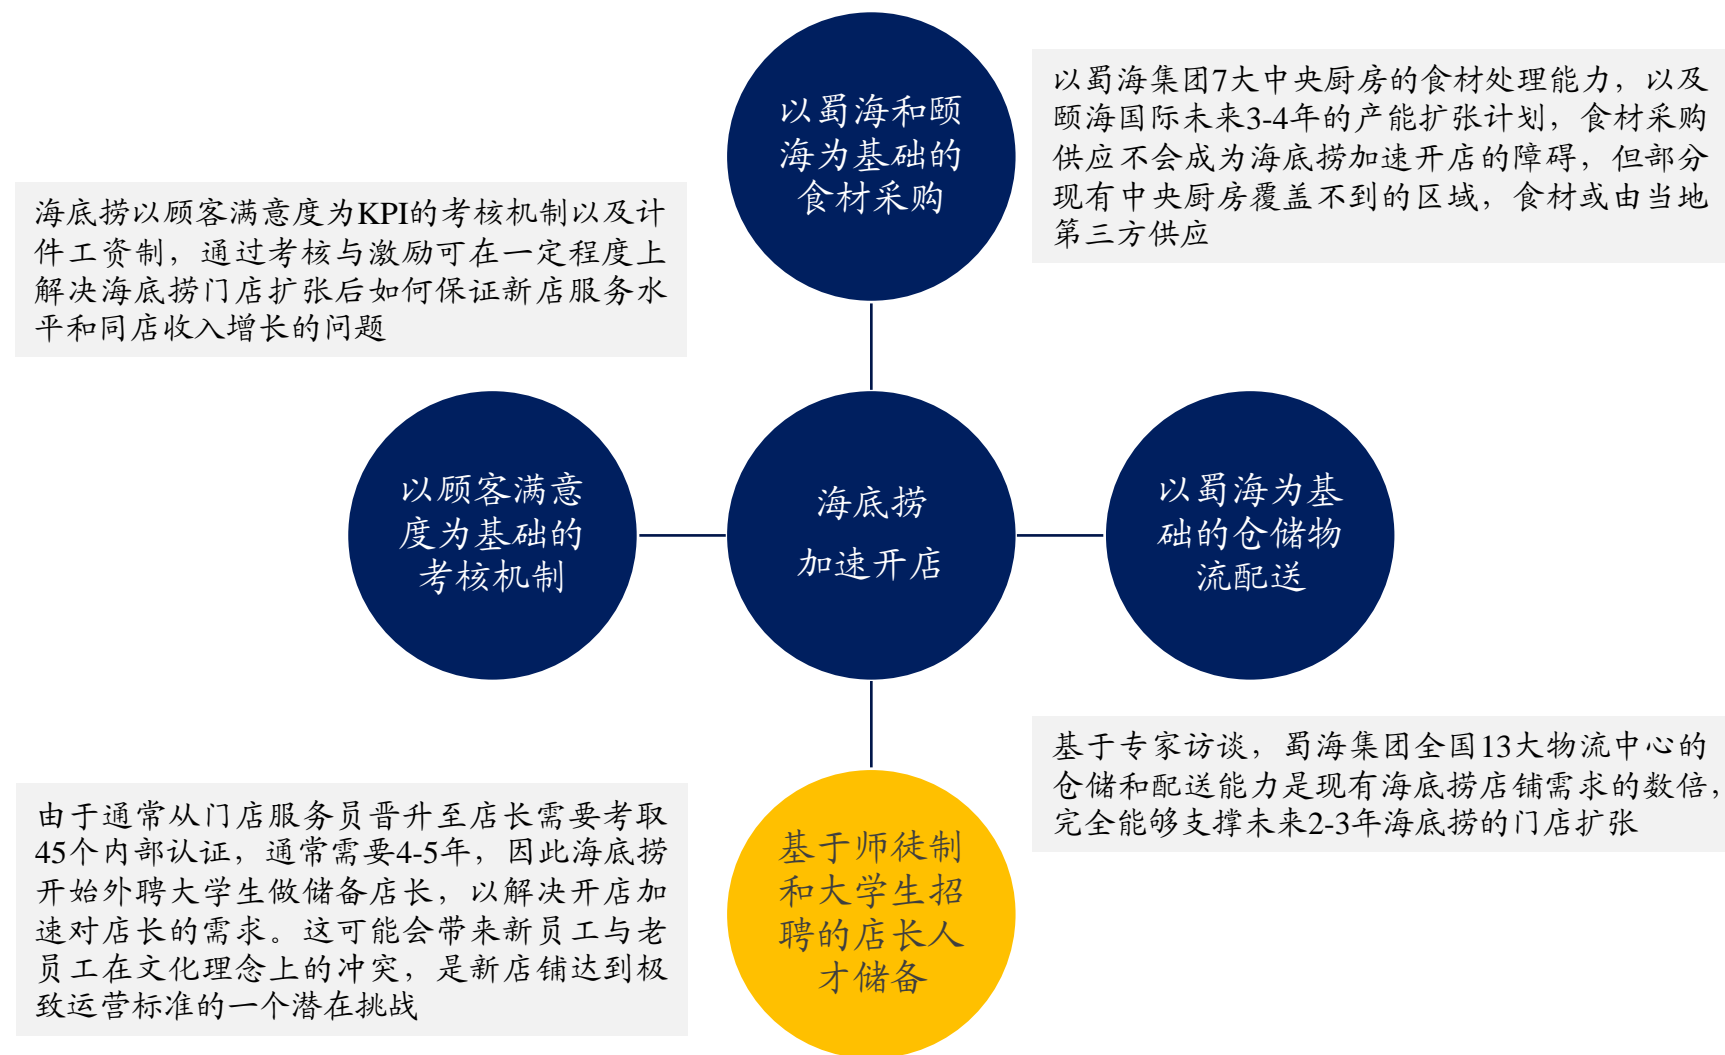 以蜀海和颐
海为基础的
食材采购
以蜀海集团7大中央厨房的食材处理能力，以及
颐海国际未来3-4年的产能扩张计划，食材采购
供应不会成为海底捞加速开店的障碍，但部分
现有中央厨房覆盖不到的区域，食材或由当地
第三方供应
海底捞以顾客满意度为KPI的考核机制以及计
件工资制，通过考核与激励可在一定程度上
解决海底捞门店扩张后如何保证新店服务水
平和同店收入增长的问题
以顾客满意
度为基础的
考核机制
海底捞
加速开店
以蜀海为基
础的仓储物
流配送
基于专家访谈，蜀海集团全国13大物流中心的
仓储和配送能力是现有海底捞店铺需求的数倍，
完全能够支撑未来2-3年海底捞的门店扩张
由于通常从门店服务员晋升至店长需要考取
45个内部认证，通常需要4-5年，因此海底捞
开始外聘大学生做储备店长，以解决开店加
速对店长的需求。这可能会带来新员工与老
员工在文化理念上的冲突，是新店铺达到极
致运营标准的一个潜在挑战
基于师徒制
和大学生招
聘的店长人
才储备